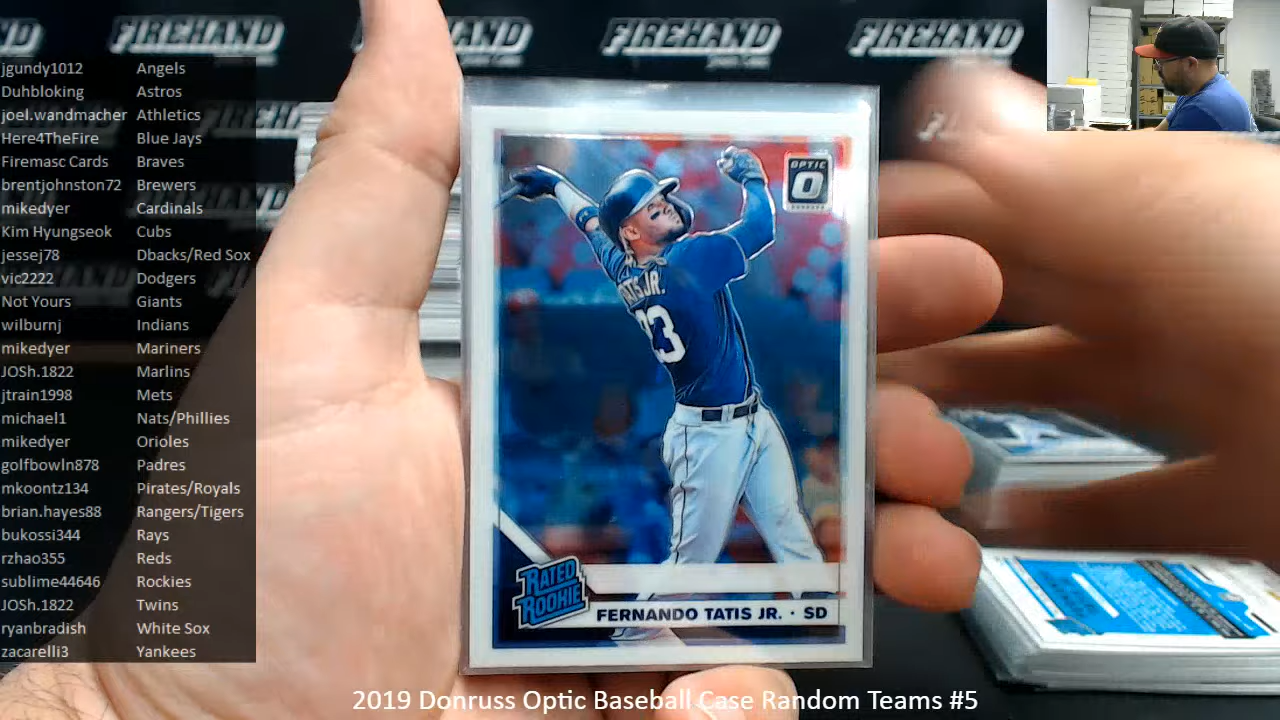 FIREHAND FIREHAND FIREHAND FIREHAND
jgundy1012 Angels
Duhbloking Astros
joel.wandmacher Athletics
Here4TheFire Blue Jays
Firemasc Cards Braves
brentjohnston72 Brewers
mikedyer Cardinals
Kim Hyungseok Cubs
jessej78 Dbacks/Red Sox
vic2222 Dodgers
Not Yours Giants
wilburnj Indians
mikedyer Mariners
JOSh.1822 Marlins
jtrain1998 Mets
michael1 Nats/Phillies
mikedyer Orioles
golfbowln878 Padres
mkoontz134 Pirates/Royals
brian.hayes88 Rangers/Tigers
bukossi344 Rays
rzhao355 Reds
sublime44646 Rockies
JOSh.1822 Twins
ryanbradish White Sox
zacarelli3 Yankees
OPTIC
O
DONRUSS
TATIS JR.
23
RATED
ROOKIE
FERNANDO TATIS JR. · SD
2019 Donruss Optic Baseball Case Random Teams #5